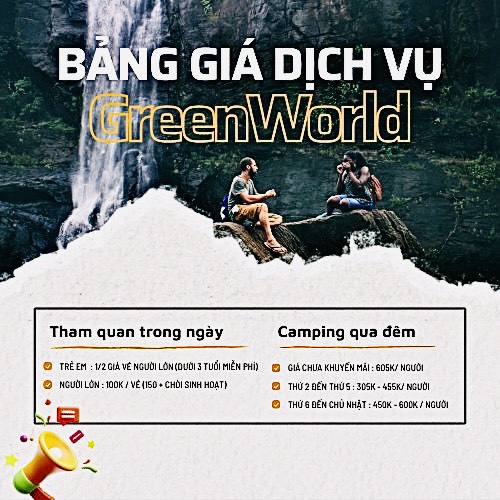 BẢNG GIÁ DỊCH VỤ
GreenWorld
Tham quan trong ngày
TRẺ EM : 1/2 GIÁ VÉ NGƯỜI LỚN (DƯỚI 3 TUỔI MIỄN PHÍ)
NGƯỜI LỚN : 100K / VÉ (150 + CHÒI SINH HOẠT)
Camping qua đêm
GIÁ CHƯA KHUYẾN MÃI : 605K/ NGƯỜI
THỨ 2 ĐẾN THỨ 5 : 305K - 455K/ NGƯỜI
THỨ 6 ĐẾN CHỦ NHẬT : 450K - 600K / NGƯỜI